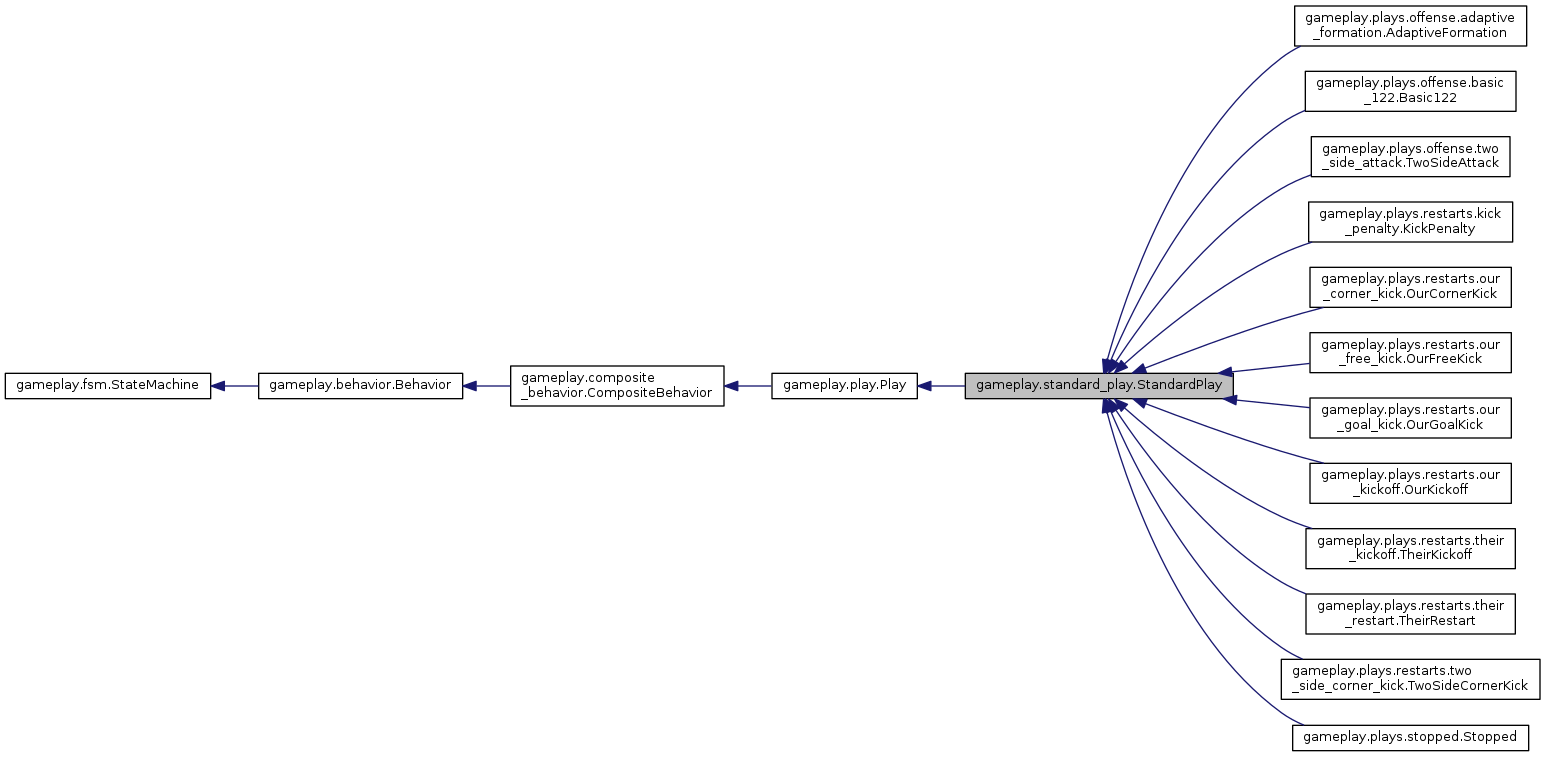 gameplay.fsm.StateMachine
gameplay.behavior.Behavior
gameplay.composite
_behavior.CompositeBehavior
gameplay.play.Play
gameplay.standard_play.StandardPlay
gameplay.plays.offense.adaptive
_formation.AdaptiveFormation
gameplay.plays.offense.basic
_122.Basic122
gameplay.plays.offense.two
_side_attack.TwoSideAttack
gameplay.plays.restarts.kick
_penalty.KickPenalty
gameplay.plays.restarts.our
_corner_kick.OurCornerKick
gameplay.plays.restarts.our
_free_kick.OurFreeKick
gameplay.plays.restarts.our
_goal_kick.OurGoalKick
gameplay.plays.restarts.our
_kickoff.OurKickoff
gameplay.plays.restarts.their
_kickoff.TheirKickoff
gameplay.plays.restarts.their
_restart.TheirRestart
gameplay.plays.restarts.two
_side_corner_kick.TwoSideCornerKick
gameplay.plays.stopped.Stopped